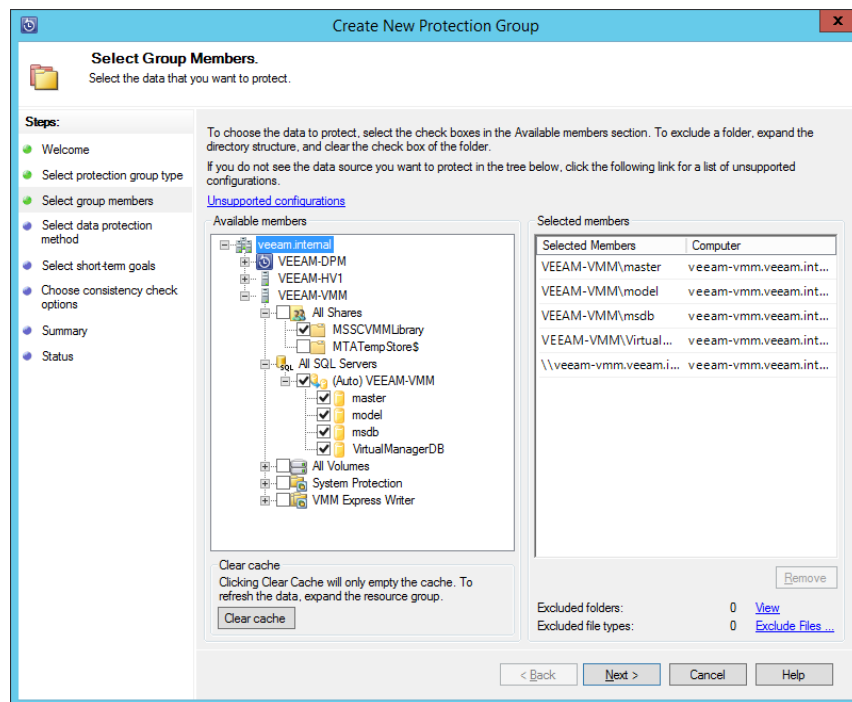 Create New Protection Group
x
Select Group Members.
Select the data that you want to protect.
Steps:
Welcome
Select protection group type
Select group members
Select data protection
method
Select short-term goals
Choose consistency check
options
Summary
Status
To choose the data to protect, select the check boxes in the Available members section. To exclude a folder, expand the
directory structure, and clear the check box of the folder.
If you do not see the data source you want to protect in the tree below, click the following link for a list of unsupported
configurations.
Unsupported configurations
Available members
veeam.internal
VEEAM-DPM
VEEAM-HV1
VEEAM-VMM
All Shares
MSSCVMMLibrary
MTATempStore$
All SQL Servers
(Auto) VEEAM-VMM
master
model
msdb
VirtualManagerDB
All Volumes
System Protection
VMM Express Writer
Clear cache
Clicking Clear Cache will only empty the cache. To
refresh the data, expand the resource group.
Clear cache
Selected members
Selected Members Computer
VEEAM-VMM\master veeam-vmm.veeam.int...
VEEAM-VMM\model veeam-vmm.veeam.int...
VEEAM-VMM\msdb veeam-vmm.veeam.int...
VEEAM-VMM\Virtual... veeam-vmm.veeam.int...
\\veeam-vmm.veeam.i... veeam-vmm.veeam.int...
Remove
Excluded folders: 0 View
Excluded file types: 0 Exclude Files ...
< Back Next > Cancel Help